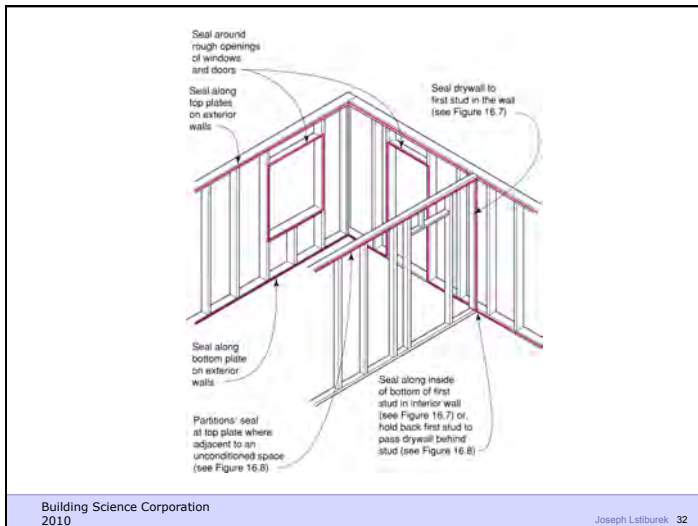 Seal around
rough openings
of windows
and doors
Seal along
top plates
on exterior
walls
Seal drywall to
first stud in the wall
(see Figure 16.7)
Seal along
bottom plate
on exterior
walls
Partitions' seal
at top plate where
adjacent to an
unconditioned space
(see Figure 16.8)
Seal along inside
of bottom of first
stud in interior wall
(see Figure 16.7) or,
hold back first stud to
pass drywall behind
stud (see Figure 16.8)
Building Science Corporation
2010
Joseph Lstiburek 32